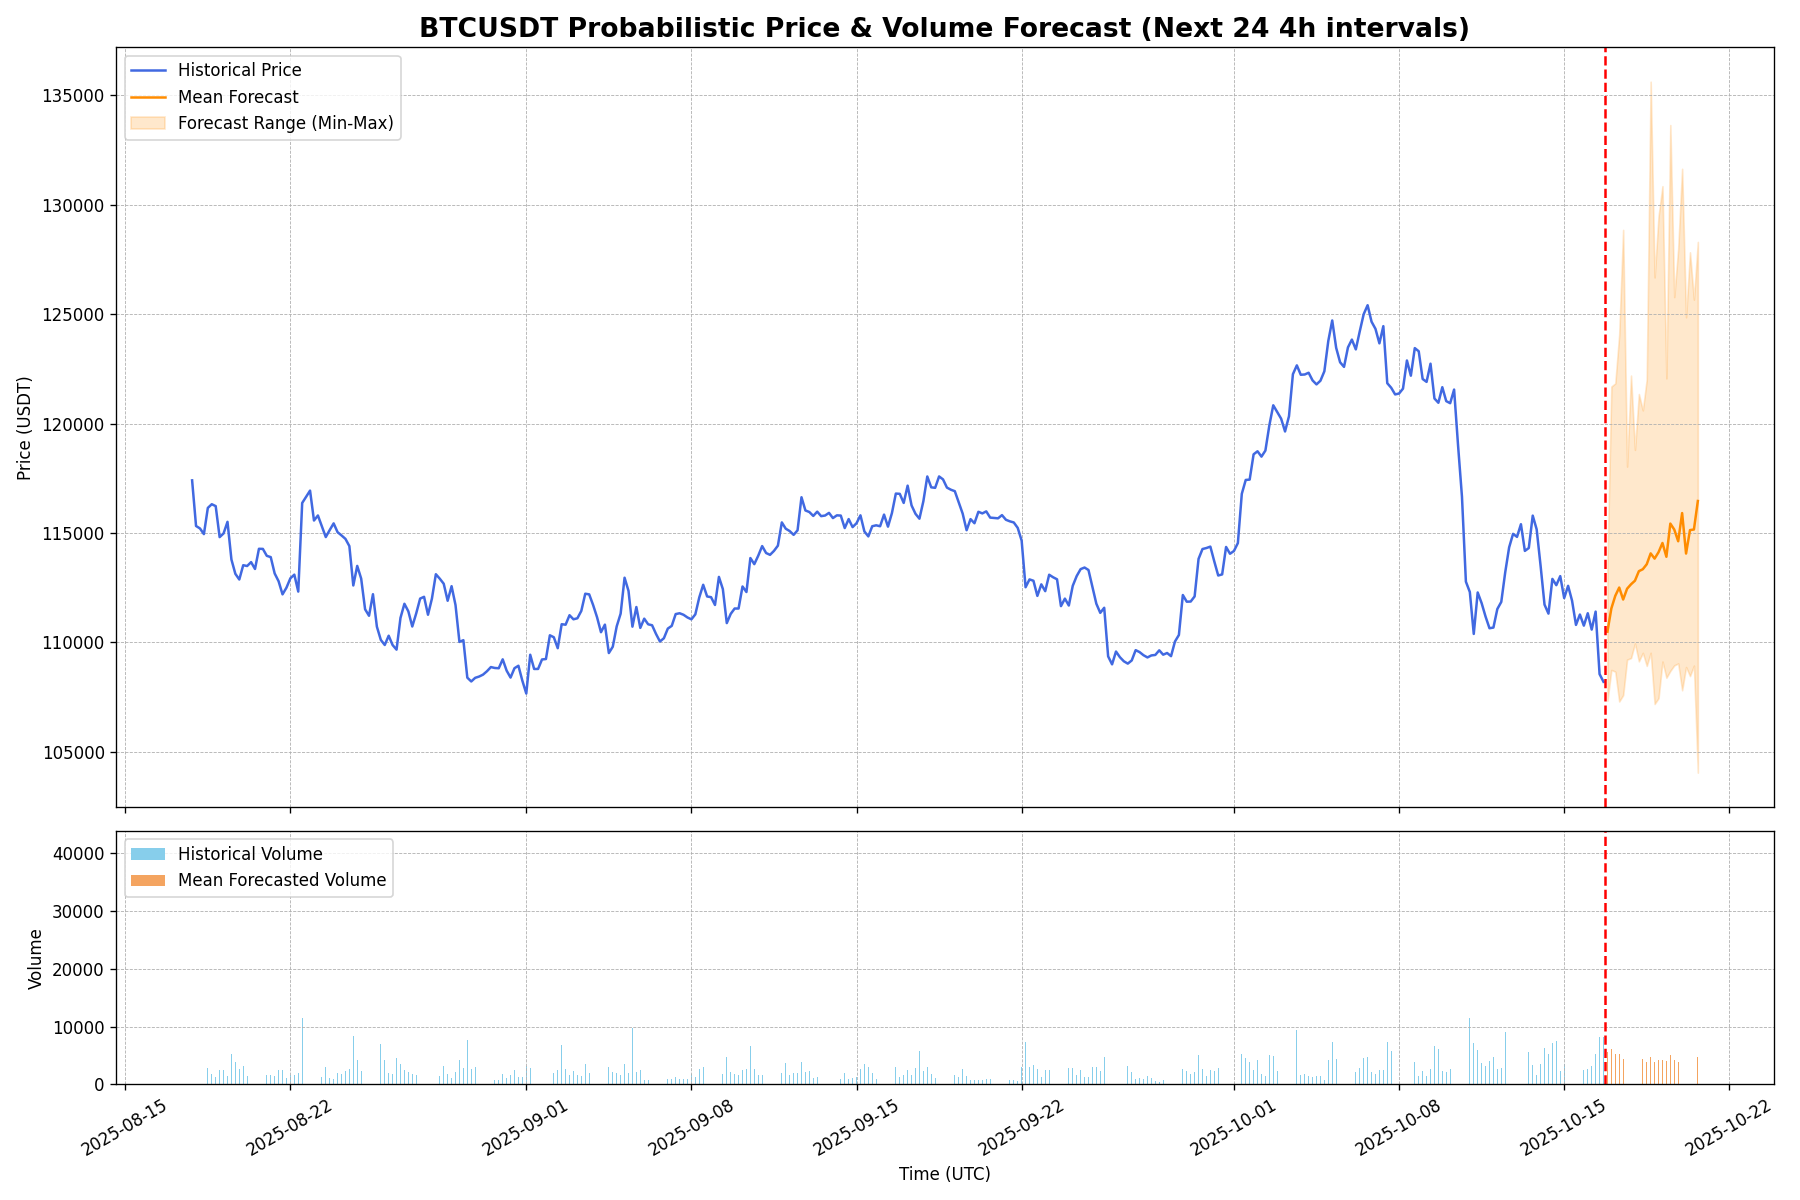 BTCUSDT Probabilistic Price & Volume Forecast (Next 24 4h intervals)
Historical Price
Mean Forecast
Forecast Range (Min-Max)
135000
130000
125000
120000
115000
110000
105000
Price (USDT)
Historical Volume
Mean Forecasted Volume
40000
30000
20000
10000
0
Volume
2025-08-15
2025-08-22
2025-09-01
2025-09-08
2025-09-15
2025-09-22
2025-10-01
2025-10-08
2025-10-15
2025-10-22
Time (UTC)